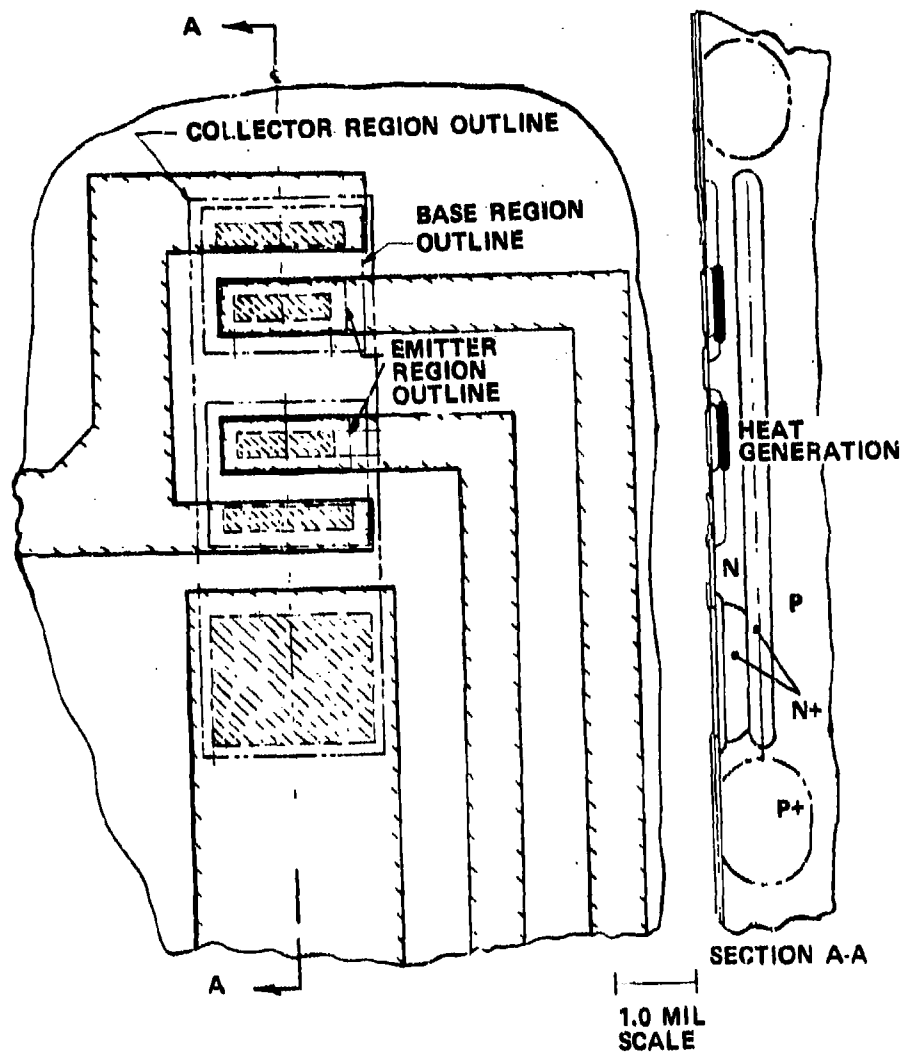 A
COLLECTOR REGION OUTLINE
BASE REGION
OUTLINE
EMITTER
REGION
OUTLINE
HEAT
GENERATION
N
P
N+
P+
A
SECTION A-A
1.0 MIL
SCALE